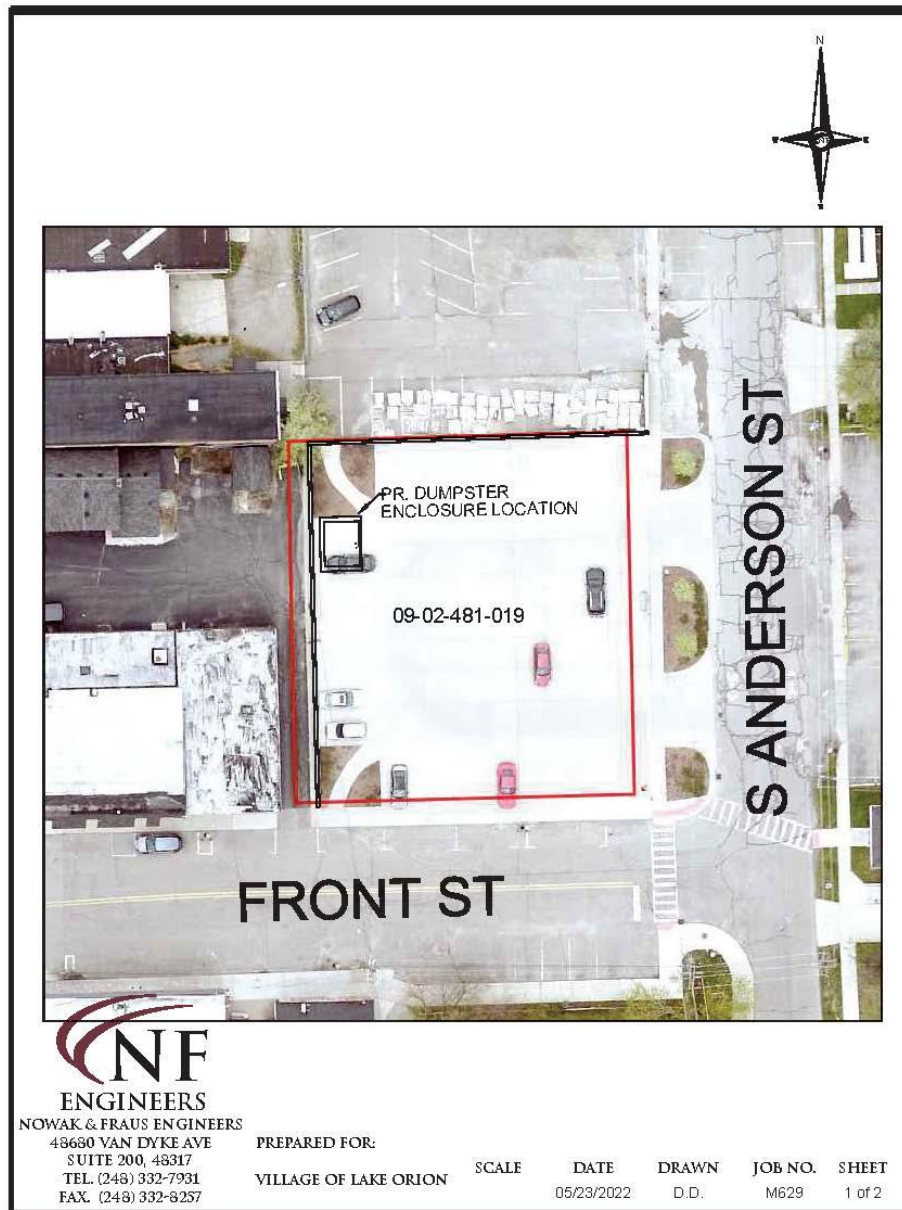 N
PR. DUMPSTER
ENCLOSURE LOCATION
09-02-481-019
S ANDERSON ST
FRONT ST
NF
ENGINEERS
NOWAK & FRAUS ENGINEERS
48680 VAN DYKE AVE
SUITE 200, 48317
TEL. (248) 332-7931
FAX. (248) 332-8257
PREPARED FOR:
VILLAGE OF LAKE ORION
SCALE
DATE
05/23/2022
DRAWN
D.D.
JOB NO.
M629
SHEET
1 of 2